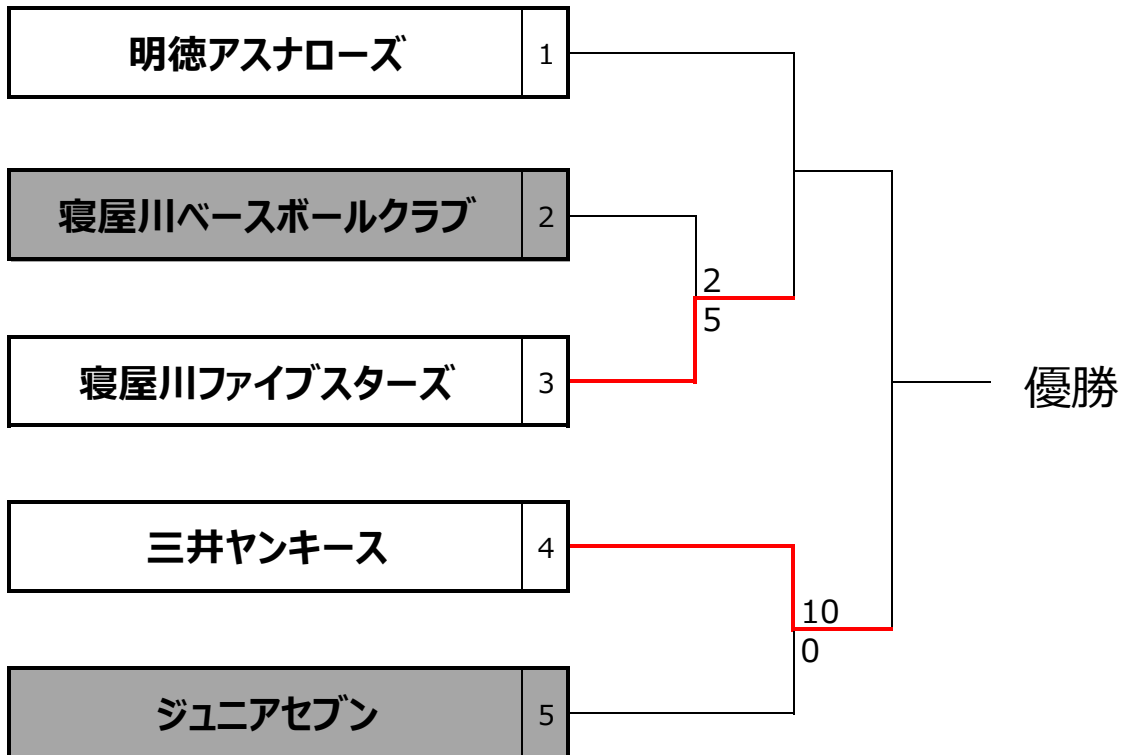 明徳アスナローズ 1
寝屋川ベースボールクラブ 2
2
5
寝屋川ファイブスターズ 3
優勝
三井ヤンキース 4
10
0
ジュニアセブン 5